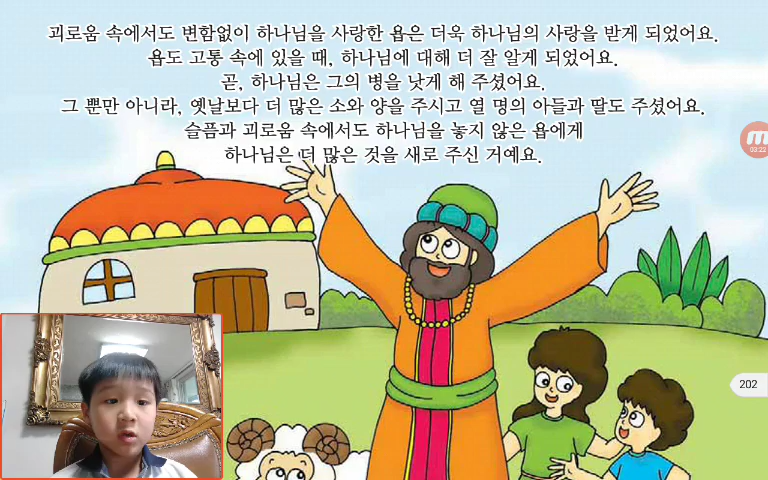 괴로움 속에서도 변함없이 하나님을 사랑한 욥은 더욱 하나님의 사랑을 받게 되었어요.
욥도 고통 속에 있을 때, 하나님에 대해 더 잘 알게 되었어요.
곧, 하나님은 그의 병을 낫게 해 주셨어요.
그 뿐만 아니라, 옛날보다 더 많은 소와 양을 주시고 열 명의 아들과 딸도 주셨어요.
슬픔과 괴로움 속에서도 하나님을 놓지 않은 욥에게
하나님은 더 많은 것을 새로 주신 거예요.
03:22
202